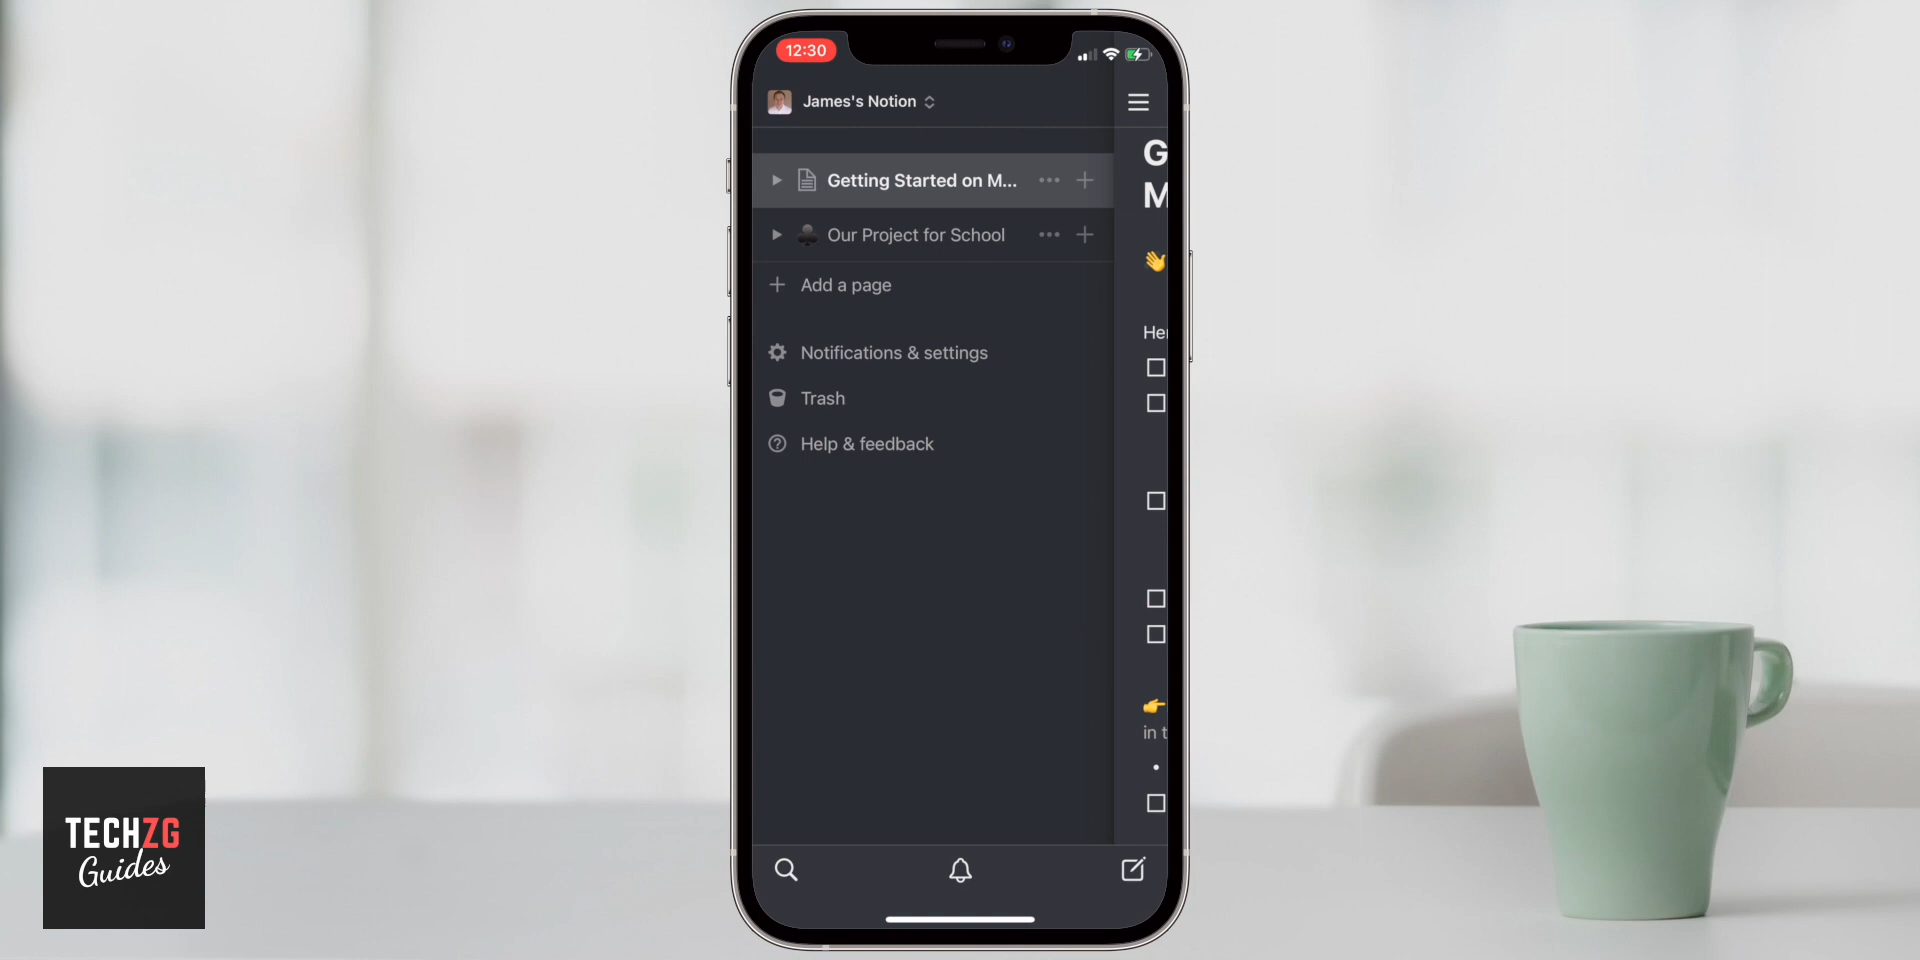 12:30
James's Notion
Getting Started on M...
Our Project for School
Add a page
Notifications & settings
Trash
Help & feedback
G
M
in t
TECHZG
Guides